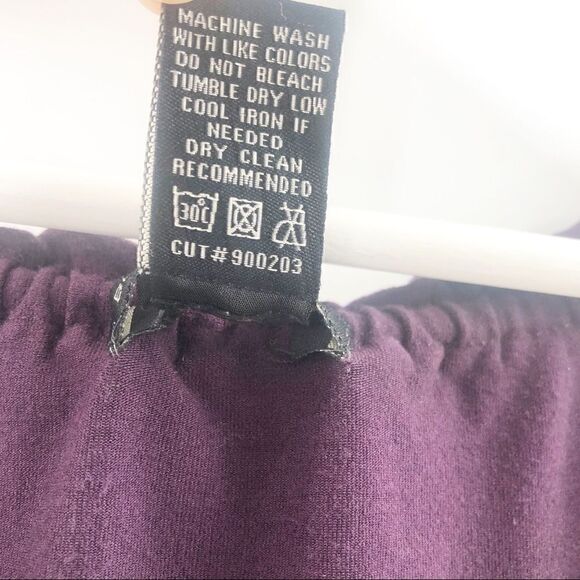 MACHINE WASH
WITH LIKE COLORS
DO NOT BLEACH
TUMBLE DRY LOW
COOL IRON IF
NEEDED
DRY CLEAN
RECOMMENDED
30C
CUT# 900203